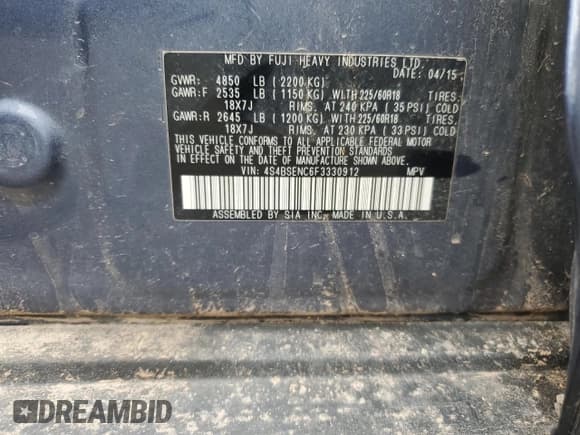 MFD BY FUJI HEAVY INDUSTRIES LTD.
DATE: 04/15
GVWR: 4850 LB (2200 KG)
GAWR:F 2535 LB (1150 KG) WITH 225/60R18 TIRES,
18X7J RIMS, AT 240 KPA (35 PSI) COLD
GAWR:R 2645 LB (1200 KG) WITH 225/60R18 TIRES,
18X7J RIMS, AT 230 KPA (33 PSI) COLD
THIS VEHICLE CONFORMS TO ALL APPLICABLE FEDERAL MOTOR
VEHICLE SAFETY AND THEFT PREVENTION STANDARDS
IN EFFECT ON THE DATE OF MANUFACTURE SHOWN ABOVE.
VIN: 4S4BSENC6F3330912 MPV
ASSEMBLED BY SIA INC. MADE IN U.S.A.
DREAMBID